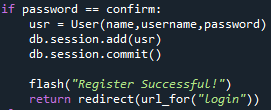 if password == confirm:
    usr = User(name,username,password)
    db.session.add(usr)
    db.session.commit()

    flash("Register Successful!")
    return redirect(url_for("login"))